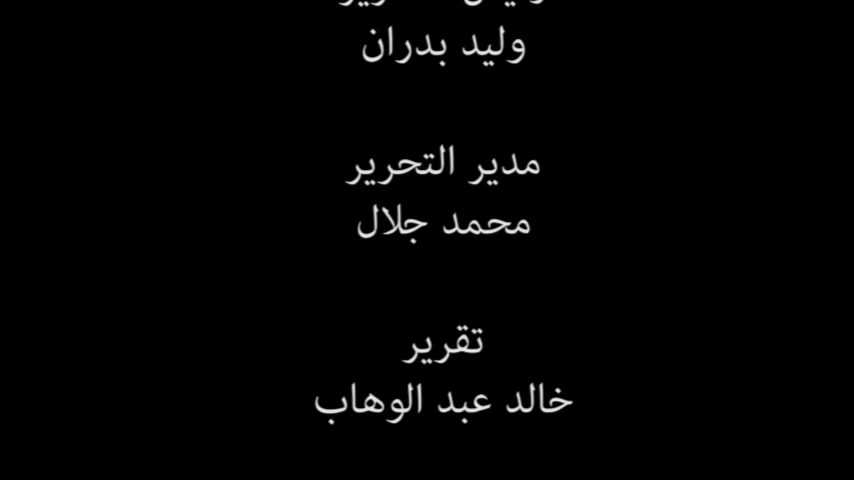 وليد بدران
مدير التحرير
محمد جلال
تقرير
خالد عبد الوهاب